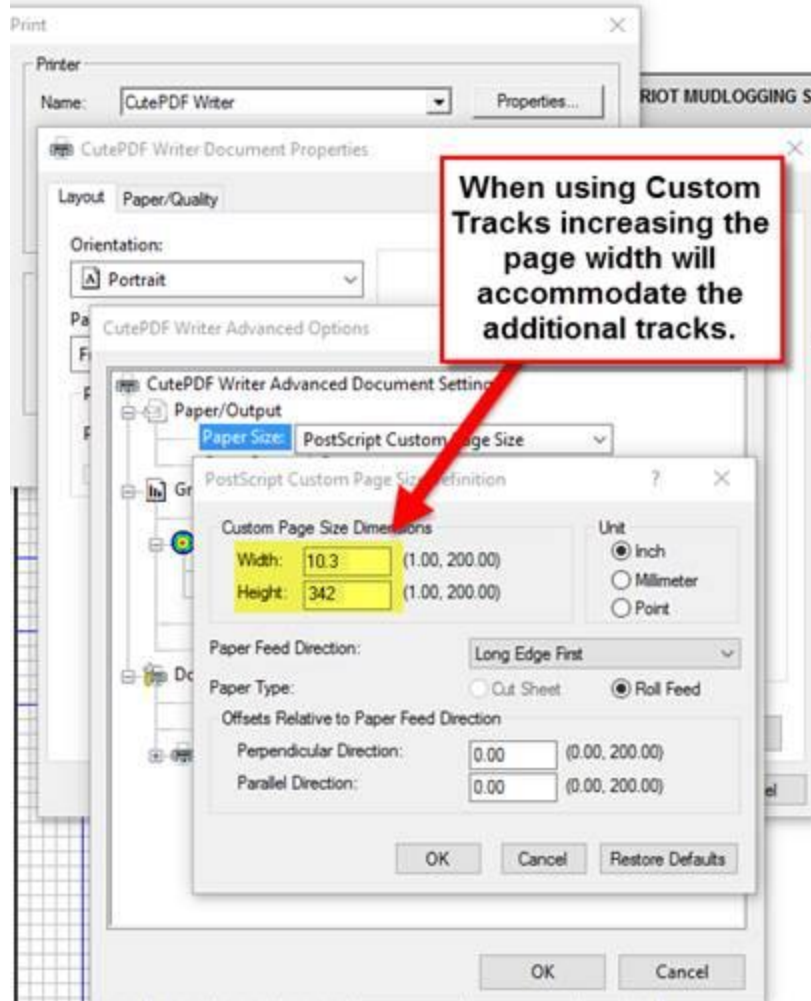 Print
Printer
Name: CutePDF Writer Properties...
RIOT MUDLOGGING S
CutePDF Writer Document Properties
Layout Paper/Quality
When using Custom
Tracks increasing the
page width will
accommodate the
additional tracks.
Orientation:
Portrait
Pa
CutePDF Writer Advanced Options
CutePDF Writer Advanced Document Setting
Paper/Output
Paper Size: PostScript Custom Page Size
Gr
PostScript Custom Page Size Definition ? 
Custom Page Size Dimensions
Unit
Width: 10.3 (1.00, 200.00)
Inch
Height: 342 (1.00, 200.00)
Millimeter
Point
Paper Feed Direction: Long Edge First
Do
Paper Type: Cut Sheet Roll Feed
Offsets Relative to Paper Feed Direction
Perpendicular Direction: 0.00 (0.00, 200.00)
Parallel Direction: 0.00 (0.00, 200.00)
el
OK Cancel Restore Defaults
OK Cancel